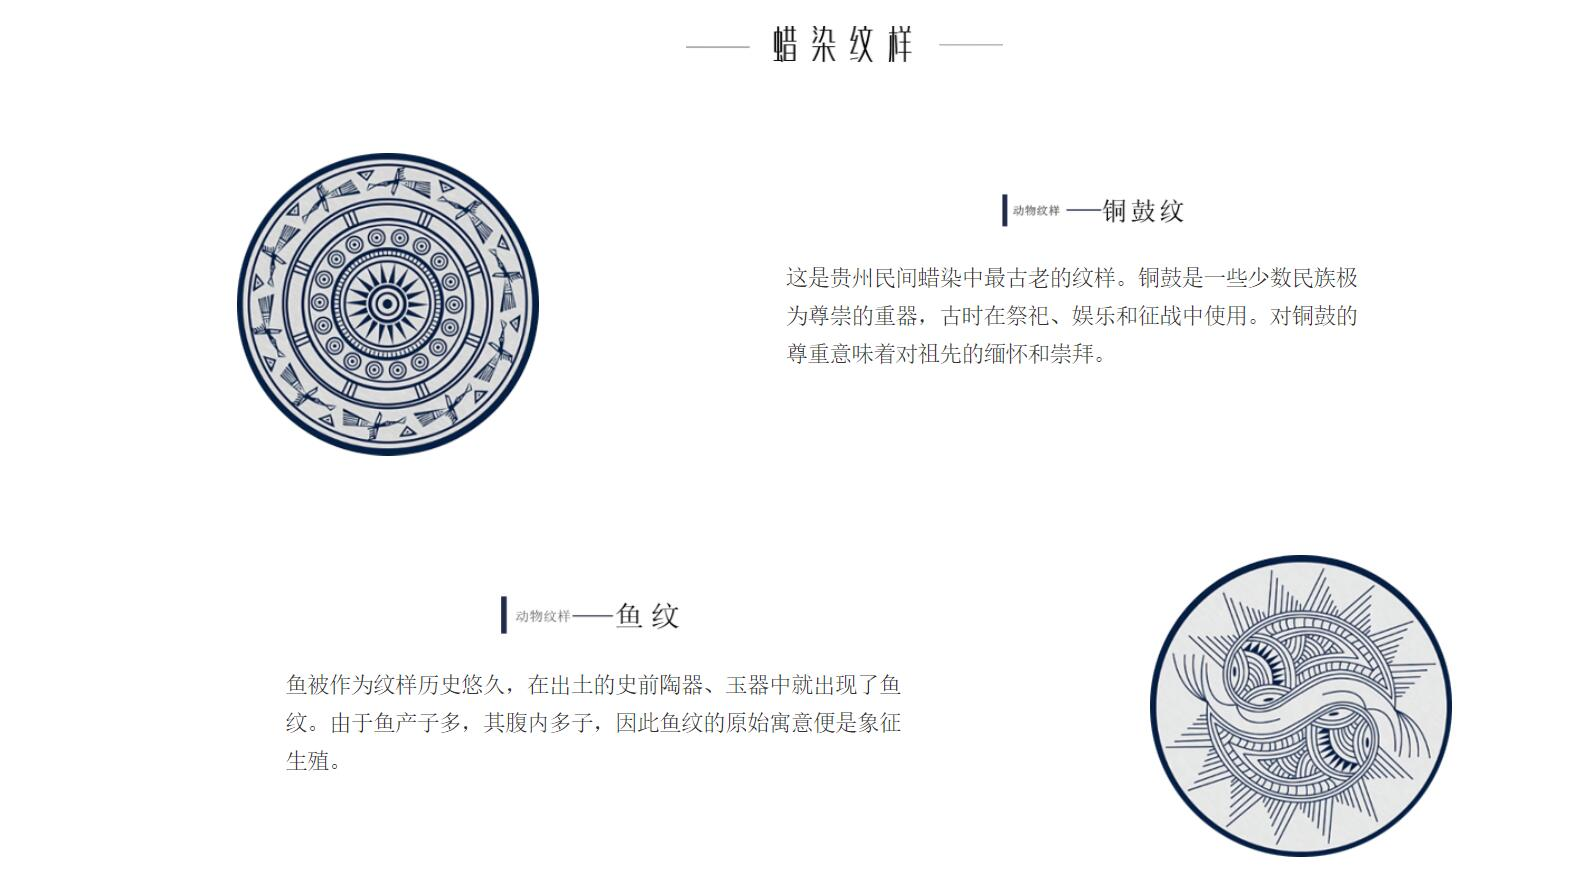 蜡染纹样
动物纹样——铜鼓纹
这是贵州民间蜡染中最古老的纹样。铜鼓是一些少数民族极
为尊崇的重器，古时在祭祀、娱乐和征战中使用。对铜鼓的
尊重意味着对祖先的缅怀和崇拜。
动物纹样——鱼纹
鱼被作为纹样历史悠久，在出土的史前陶器、玉器中就出现了鱼
纹。由于鱼产子多，其腹内多子，因此鱼纹的原始寓意便是象征
生殖。